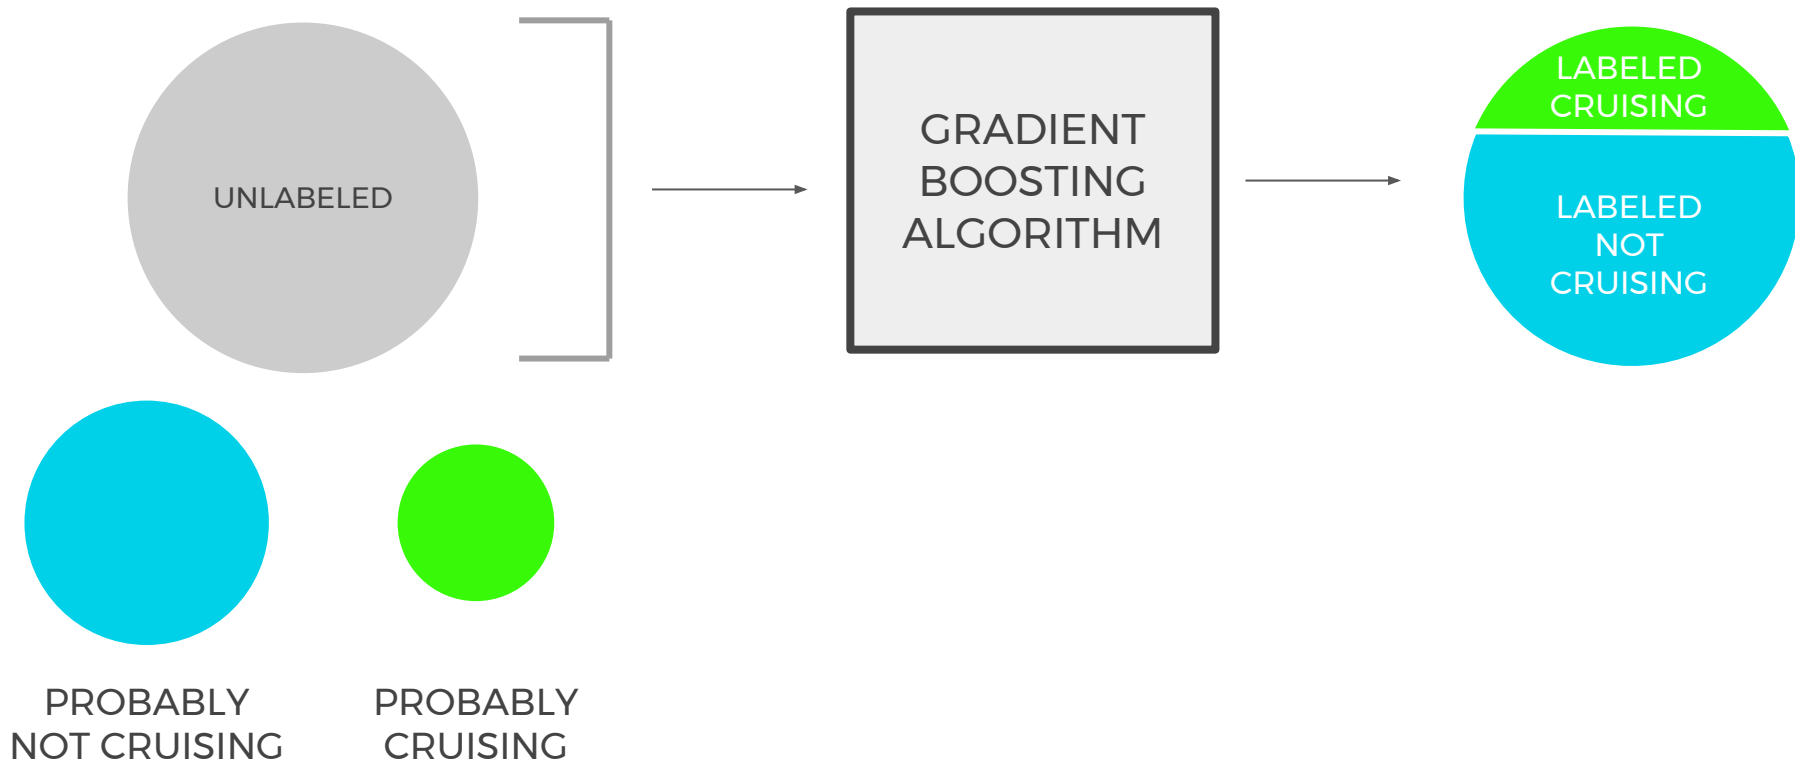 UNLABELED
GRADIENT
BOOSTING
ALGORITHM
LABELED
CRUISING
LABELED
NOT
CRUISING
PROBABLY
NOT CRUISING
PROBABLY
CRUISING